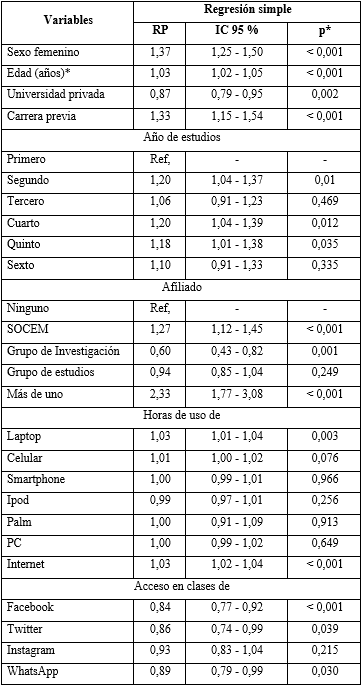 Variables Regresión simple
RP IC 95 % p*
Sexo femenino 1,37 1,25 - 1,50 < 0,001
Edad (años)* 1,03 1,02 - 1,05 < 0,001
Universidad privada 0,87 0,79 - 0,95 0,002
Carrera previa 1,33 1,15 - 1,54 < 0,001
Año de estudios
Primero Ref, - -
Segundo 1,20 1,04 - 1,37 0,01
Tercero 1,06 0,91 - 1,23 0,469
Cuarto 1,20 1,04 - 1,39 0,012
Quinto 1,18 1,01 - 1,38 0,035
Sexto 1,10 0,91 - 1,33 0,335
Afiliado
Ninguno Ref, - -
SOCEM 1,27 1,12 - 1,45 < 0,001
Grupo de Investigación 0,60 0,43 - 0,82 0,001
Grupo de estudios 0,94 0,85 - 1,04 0,249
Más de uno 2,33 1,77 - 3,08 < 0,001
Horas de uso de
Laptop 1,03 1,01 - 1,04 0,003
Celular 1,01 1,00 - 1,02 0,076
Smartphone 1,00 0,99 - 1,01 0,966
Ipod 0,99 0,97 - 1,01 0,256
Palm 1,00 0,91 - 1,09 0,913
PC 1,00 0,99 - 1,02 0,649
Internet 1,03 1,02 - 1,04 < 0,001
Acceso en clases de
Facebook 0,84 0,77 - 0,92 < 0,001
Twitter 0,86 0,74 - 0,99 0,039
Instagram 0,93 0,83 - 1,04 0,215
WhatsApp 0,89 0,79 - 0,99 0,030